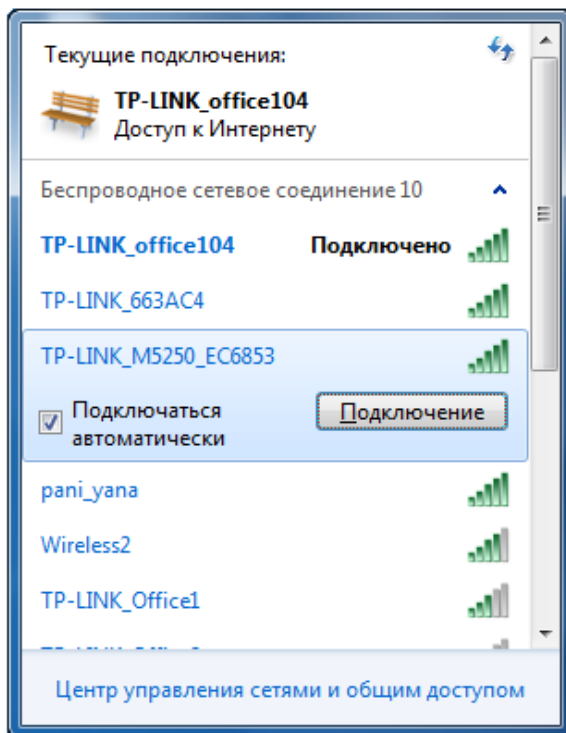 Текущие подключения:
TP-LINK_office104
Доступ к Интернету
Беспроводное сетевое соединение 10
TP-LINK_office104 Подключено
TP-LINK_663AC4
TP-LINK_M5250_EC6853
Подключаться Подключение
автоматически
pani_yana
Wireless2
TP-LINK_Office1
Центр управления сетями и общим доступом